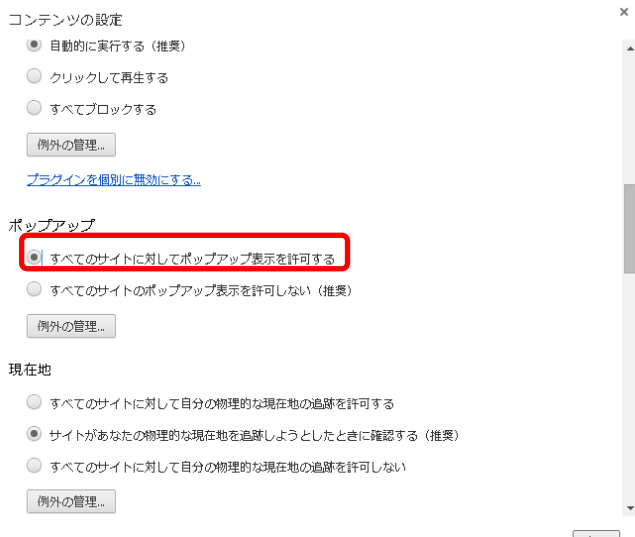 コンテンツの設定
×
自動的に実行する（推奨）
クリックして再生する
すべてブロックする
例外の管理...
プラグインを個別に無効にする...
ポップアップ
すべてのサイトに対してポップアップ表示を許可する
すべてのサイトのポップアップ表示を許可しない（推奨）
例外の管理...
現在地
すべてのサイトに対して自分の物理的な現在地の追跡を許可する
サイトがあなたの物理的な現在地を追跡しようとしたときに確認する（推奨）
すべてのサイトに対して自分の物理的な現在地の追跡を許可しない
例外の管理...